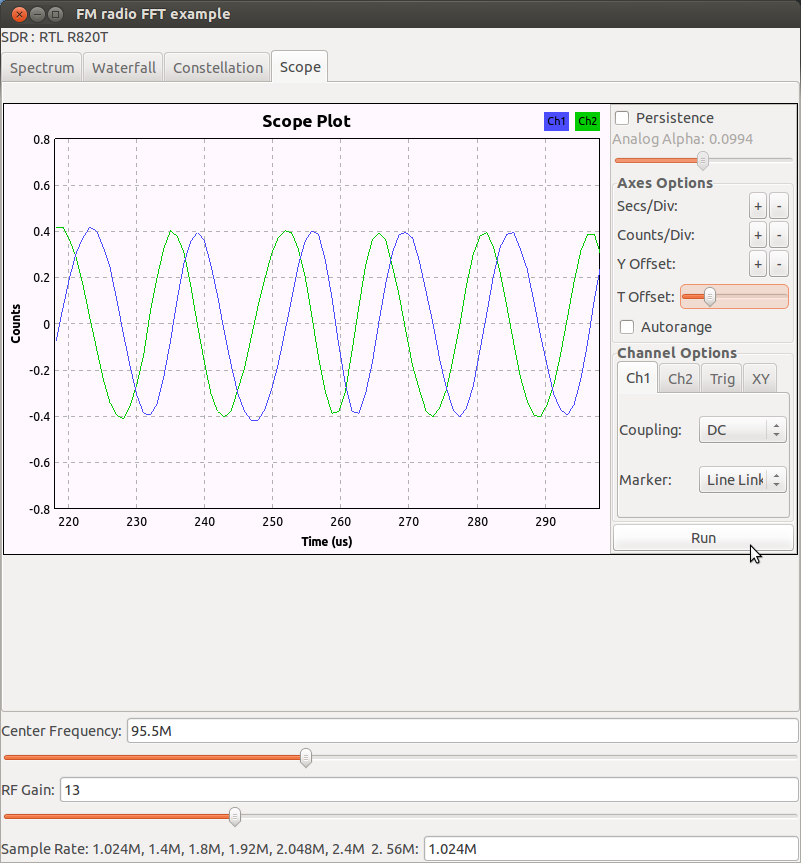 FM radio FFT example
SDR : RTL R820T
Spectrum Waterfall Constellation Scope
Scope Plot
Ch1 Ch2
0.8
0.6
0.4
0.2
0
-0.2
-0.4
-0.6
-0.8
Counts
220 230 240 250 260 270 280 290
Time (us)
Persistence
Analog Alpha: 0.0994
Axes Options
Secs/Div: + -
Counts/Div: + -
Y Offset: + -
T Offset:
Autorange
Channel Options
Ch1 Ch2 Trig XY
Coupling: DC
Marker: Line Link
Run
Center Frequency: 95.5M
RF Gain: 13
Sample Rate: 1.024M, 1.4M, 1.8M, 1.92M, 2.048M, 2.4M  2. 56M: 1.024M